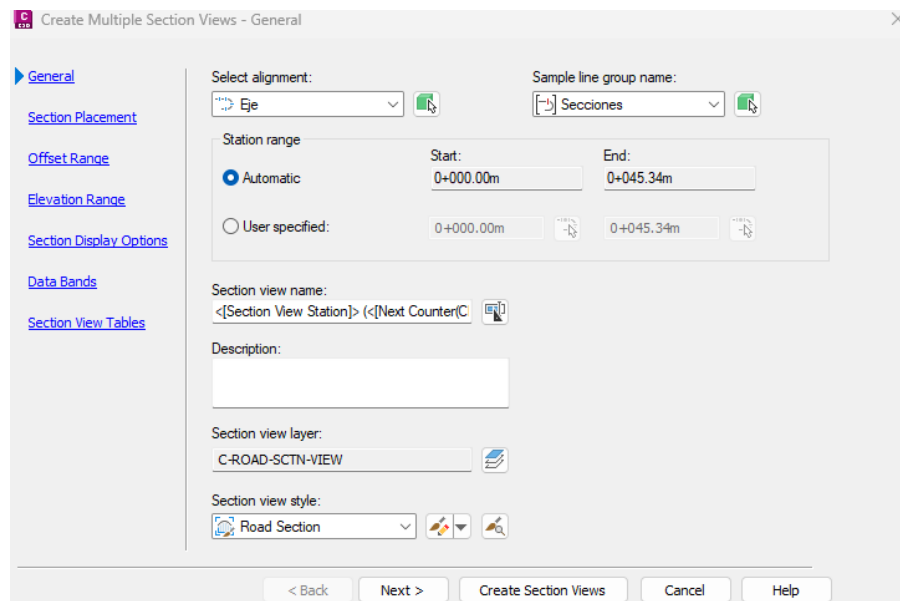 C
C3D
Create Multiple Section Views - General
General
Section Placement
Offset Range
Elevation Range
Section Display Options
Data Bands
Section View Tables
Select alignment:
Sample line group name:
Eje
Secciones
Station range
Start:
End:
Automatic
0+000.00m
0+045.34m
User specified:
0+000.00m
0+045.34m
Section view name:
<[Section View Station]> (<[Next Counter(C
Description:
Section view layer:
C-ROAD-SCTN-VIEW
Section view style:
Road Section
< Back
Next >
Create Section Views
Cancel
Help